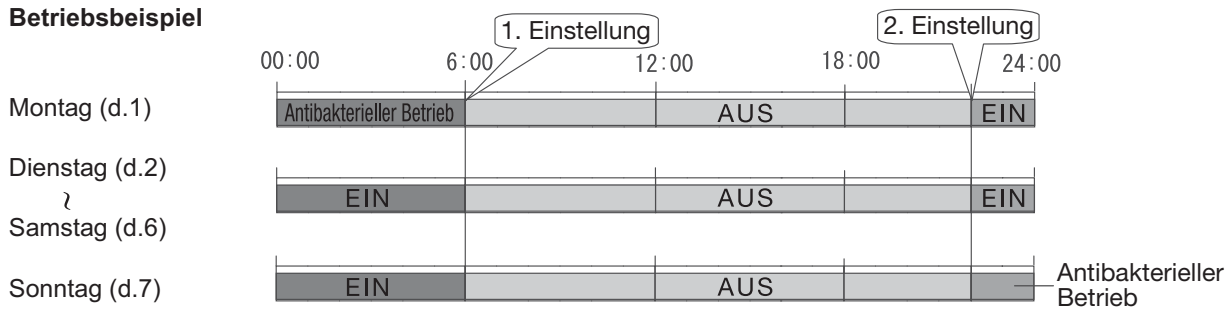 Betriebsbeispiel
1. Einstellung
2. Einstellung
00:00 6:00 12:00 18:00 24:00
Montag (d.1)
Antibakterieller Betrieb AUS EIN
Dienstag (d.2)
~
Samstag (d.6)
EIN AUS EIN
Sonntag (d.7)
EIN AUS
Antibakterieller
Betrieb